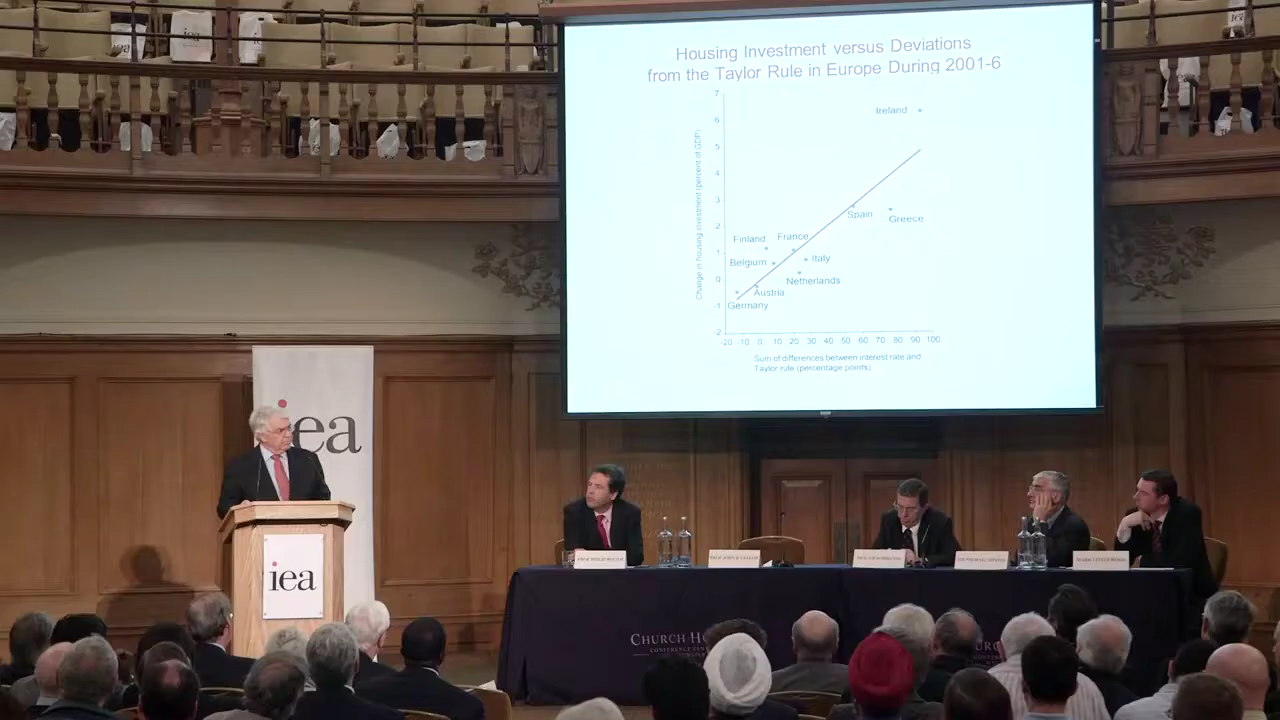 iea
Housing Investment versus Deviations
from the Taylor Rule in Europe During 2001-6
Change in housing investment (percent of GDP)
7
6
5
4
3
2
1
0
-1
-2
Ireland
Spain
Greece
Finland
France
Belgium
Italy
Netherlands
Austria
Germany
-20 -10 0 10 20 30 40 50 60 70 80 90 100
Sum of differences between interest rate and
Taylor rule (percentage points)
iea
iea
CHURCH
CONFERENCE